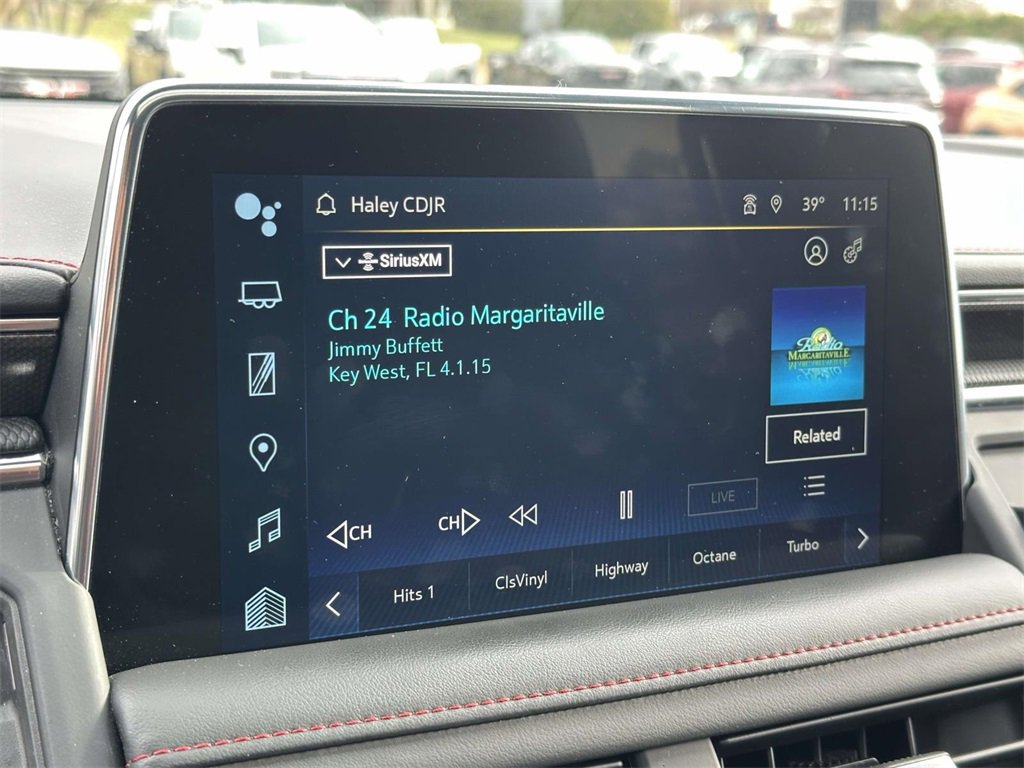 Haley CDJR
39° 11:15
SiriusXM
Ch 24 Radio Margaritaville
Jimmy Buffett
Key West, FL 4.1.15
Radio
MARGARITAVILLE
Related
CH
CH
LIVE
Hits 1
ClsVinyl
Highway
Octane
Turbo